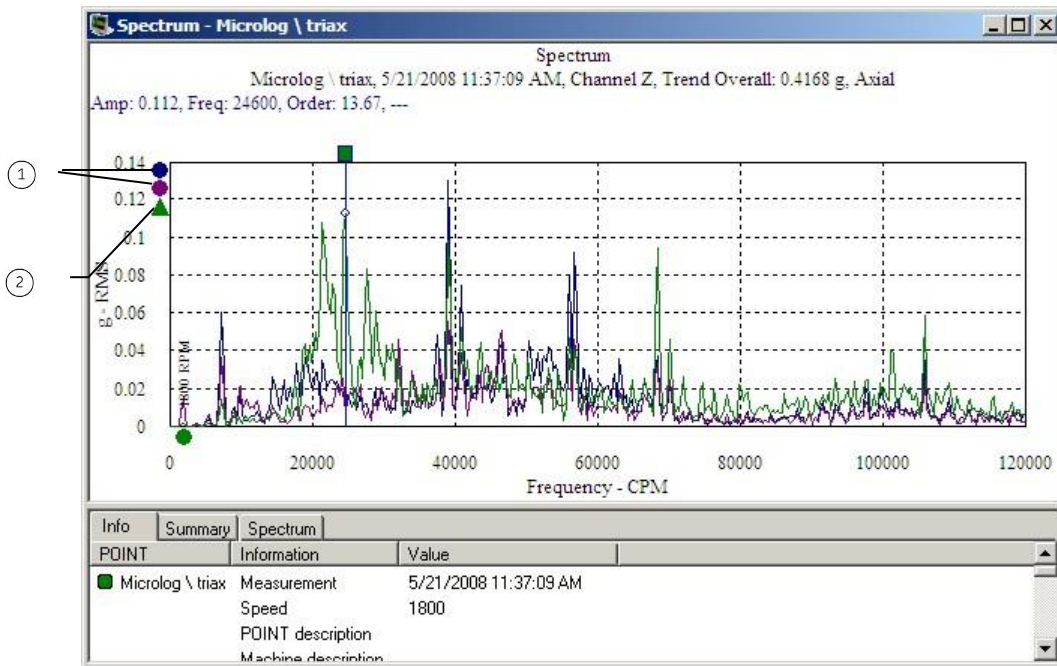 Spectrum - Microlog \ triax
Spectrum
Microlog \ triax, 5/21/2008 11:37:09 AM, Channel Z, Trend Overall: 0.4168 g, Axial
Amp: 0.112, Freq: 24600, Order: 13.67, ---
1
2
0.14
0.12
0.1
0.08
0.06
0.04
0.02
0
g - RMS
1800 RPM
0 20000 40000 60000 80000 100000 120000
Frequency - CPM
Info Summary Spectrum
POINT Information Value
Microlog \ triax Measurement 5/21/2008 11:37:09 AM
Speed 1800
POINT description
Machine description